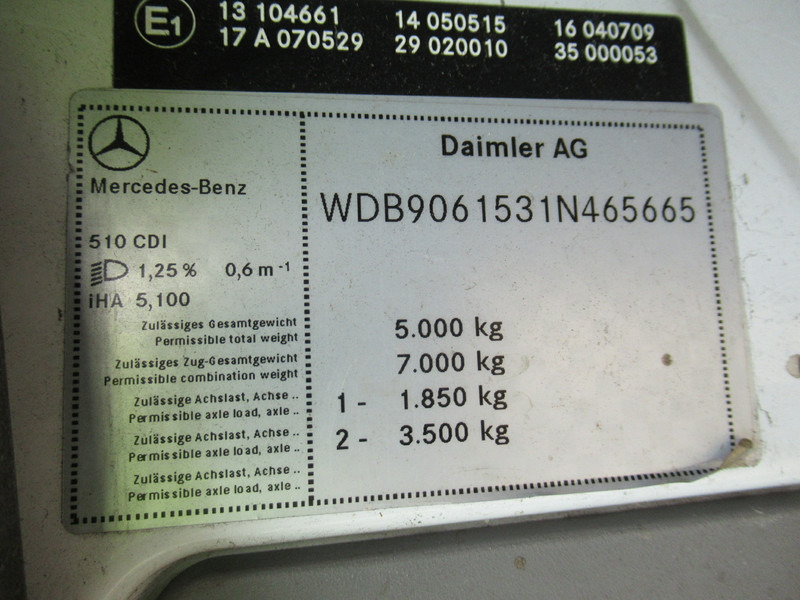 E1
13 104661 14 050515 16 040709
17 A 070529 29 020010 35 000053
Daimler AG
Mercedes-Benz
WDB9061531N465665
510 CDI
1,25 % 0,6 m⁻¹
iHA 5,100
Zulässiges Gesamtgewicht
Permissible total weight
5.000 kg
Zulässiges Zug-Gesamtgewicht
Permissible combination weight
7.000 kg
Zulässige Achslast, Achse ..
Permissible axle load, axle ..
1 - 1.850 kg
Zulässige Achslast, Achse ..
Permissible axle load, axle ..
2 - 3.500 kg
Zulässige Achslast, Achse ..
Permissible axle load, axle ..